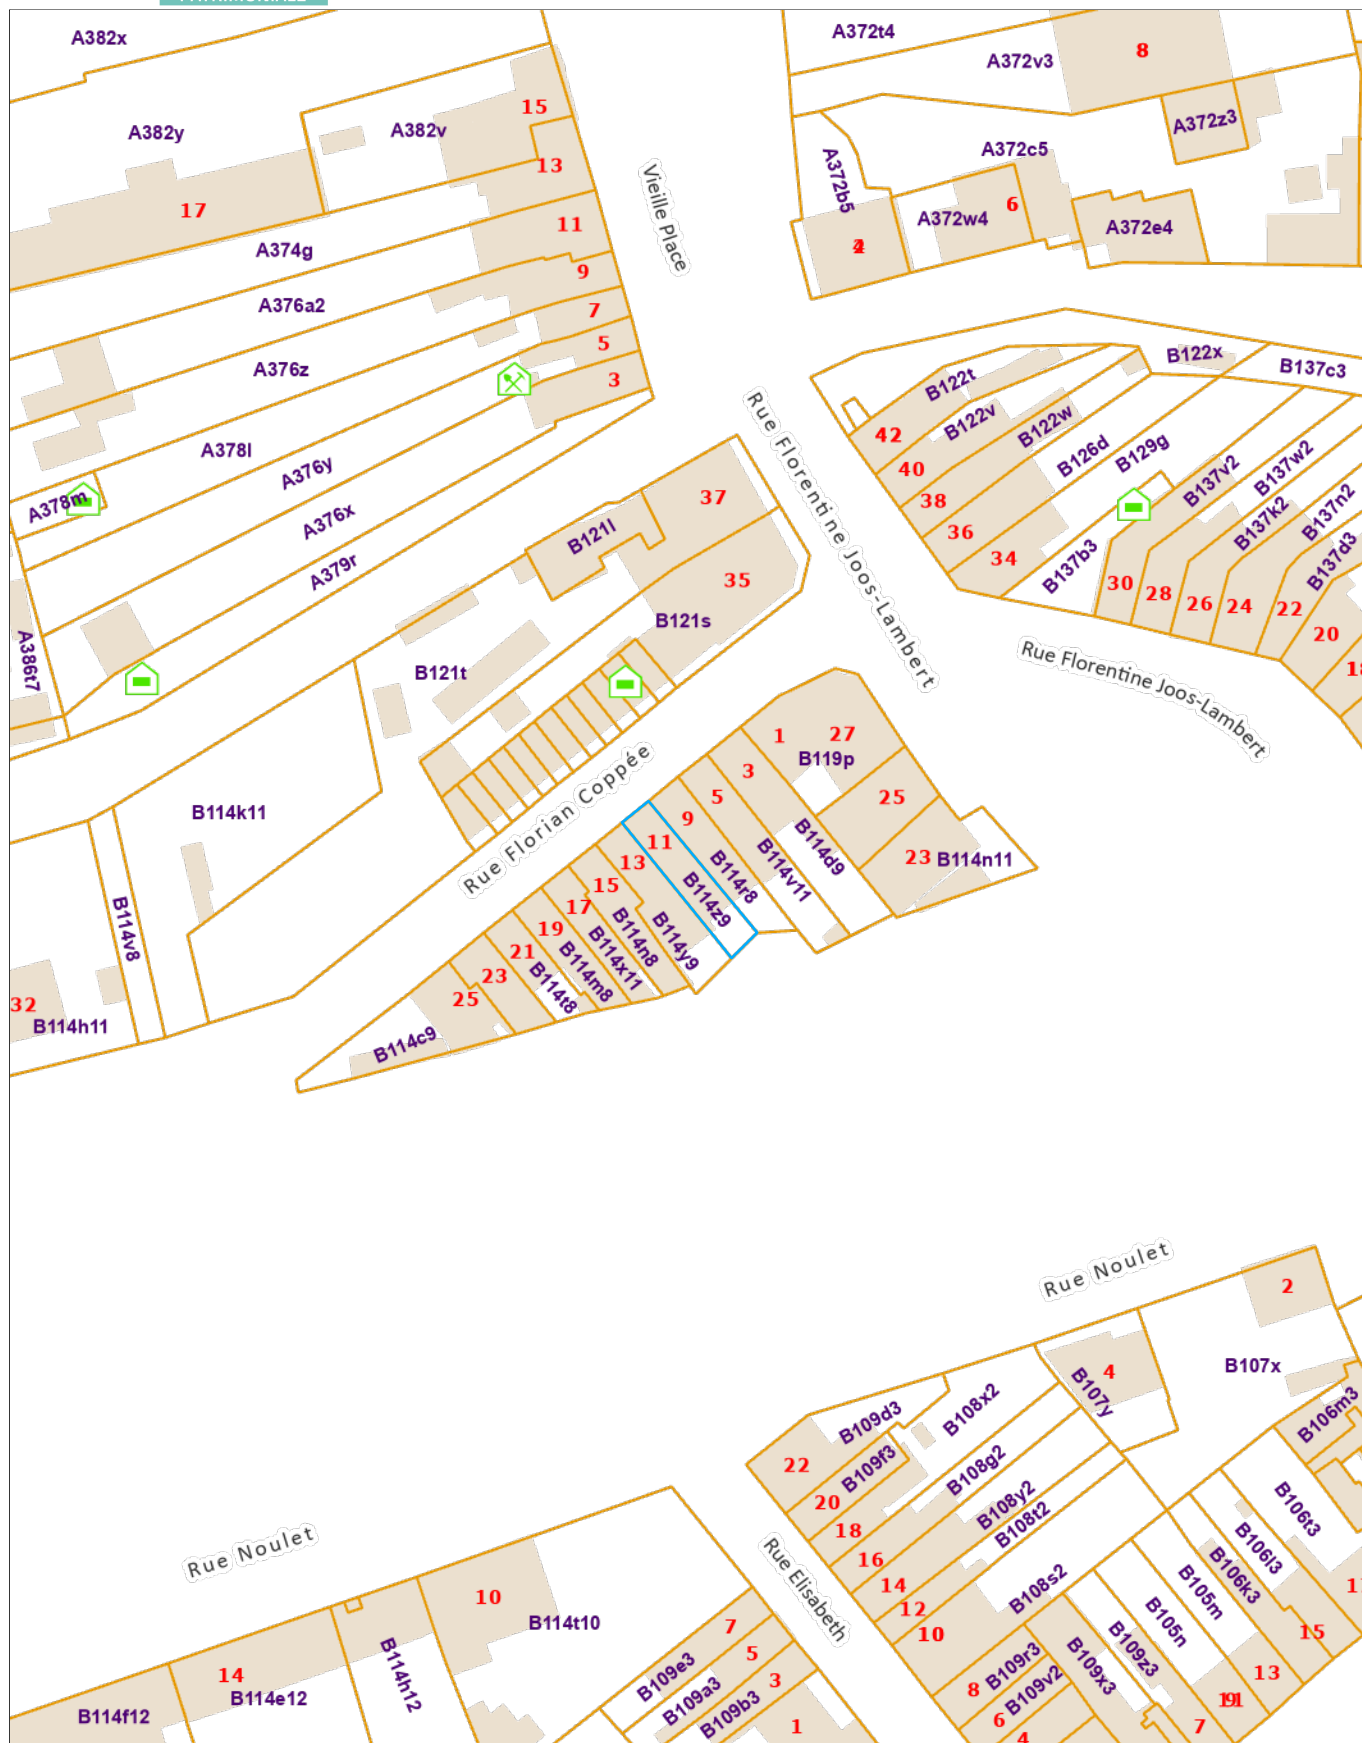 A382x
A372t4
A372v3
8
15
A382y
A382v
A372z3
13
A372c5
A372b5
Vieille Place
17
11
A372w4
6
A372e4
A374g
9
A376a2
7
5
3
B122x
B137c3
A376z
B122t
B122v
B122w
42
40
38
36
34
B126d
B129g
B137v2
B137w2
B137k2
B137n2
B137d3
B137b3
30
28
26
24
22
20
A378l
A376y
A378m
A376x
A379r
A386t7
B121l
37
35
B121s
B121t
Rue Florentine Joos-Lambert
Rue Florentine Joos-Lambert
Rue Florian Coppée
B114k11
B114v8
32
B114h11
1
27
B119p
3
5
9
11
13
15
17
19
21
23
25
25
23
B114n11
B114d9
B114v11
B114r8
B114z9
B114y9
B114n8
B114x11
B114m8
B114t8
B114c9
Rue Noulet
2
4
B107x
B107y
B106m3
B109d3
B108x2
22
B109f3
20
18
B108g2
B108y2
B108t2
16
14
12
10
B108s2
B106t3
B106l3
B106k3
B105m
B105n
15
13
7
Rue Noulet
Rue Elisabeth
10
B114t10
14
B114e12
B114h12
B114f12
7
5
3
1
B109e3
B109a3
B109b3
8
B109r3
6
B109v2
4
B109x3
B109z3